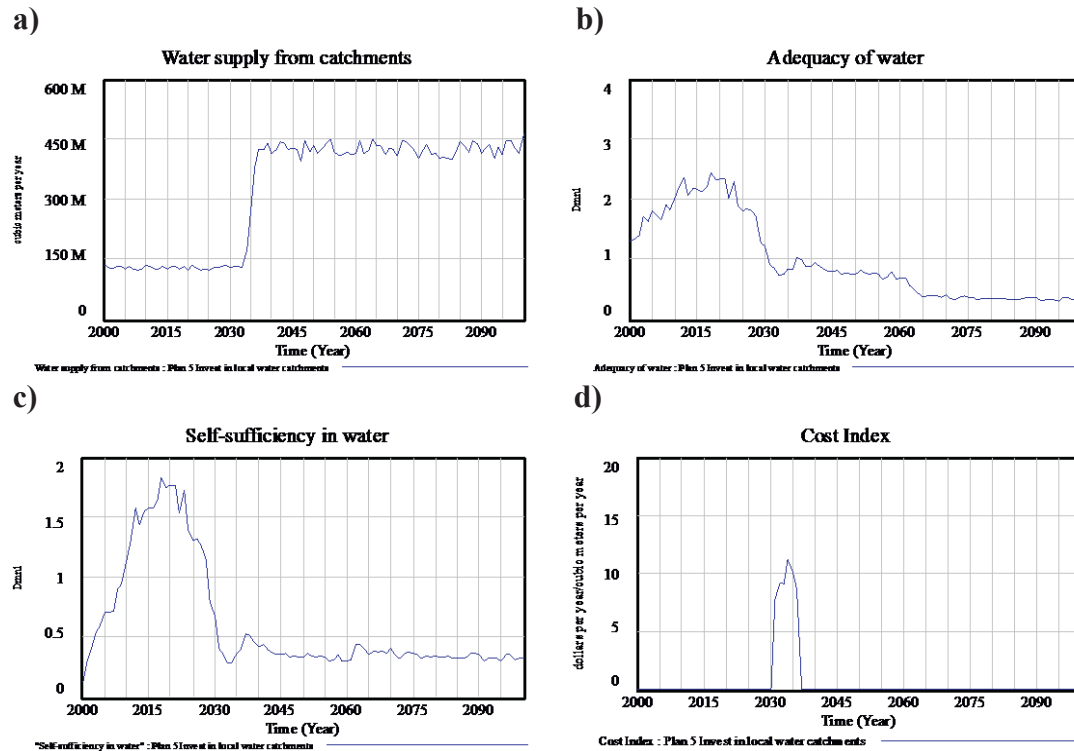 a)
Water supply from catchments
600 M
450 M
300 M
150 M
0
cubic meters per year
2000 2015 2030 2045 2060 2075 2090
Time (Year)
Water supply from catchments : Plan 5 Invest in local water catchments
b)
Adequacy of water
4
3
2
1
0
Dmnl
2000 2015 2030 2045 2060 2075 2090
Time (Year)
Adequacy of water : Plan 5 Invest in local water catchments
c)
Self-sufficiency in water
2
1.5
1
0.5
0
Dmnl
2000 2015 2030 2045 2060 2075 2090
Time (Year)
"Self-sufficiency in water" : Plan 5 Invest in local water catchments
d)
Cost Index
20
15
10
5
0
dollars per year/cubic meters per year
2000 2015 2030 2045 2060 2075 2090
Time (Year)
Cost Index : Plan 5 Invest in local water catchments